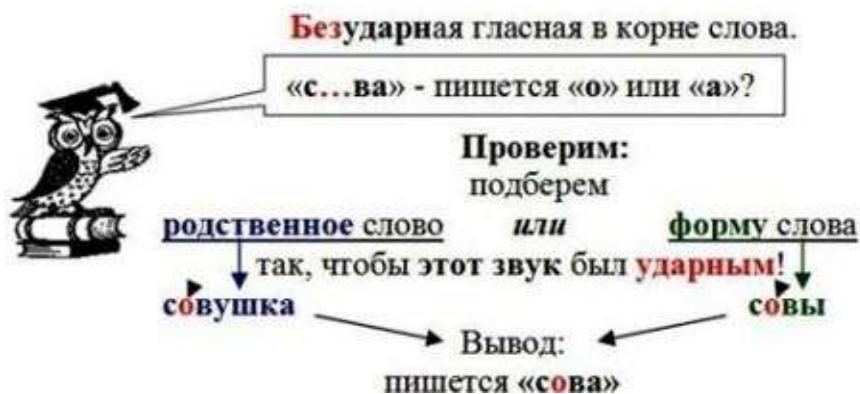 Безударная гласная в корне слова.
«с...ва» - пишется «о» или «а»?
Проверим:
подберем
родственное слово или форму слова
так, чтобы этот звук был ударным!
совушка совы
Вывод:
пишется «сова»